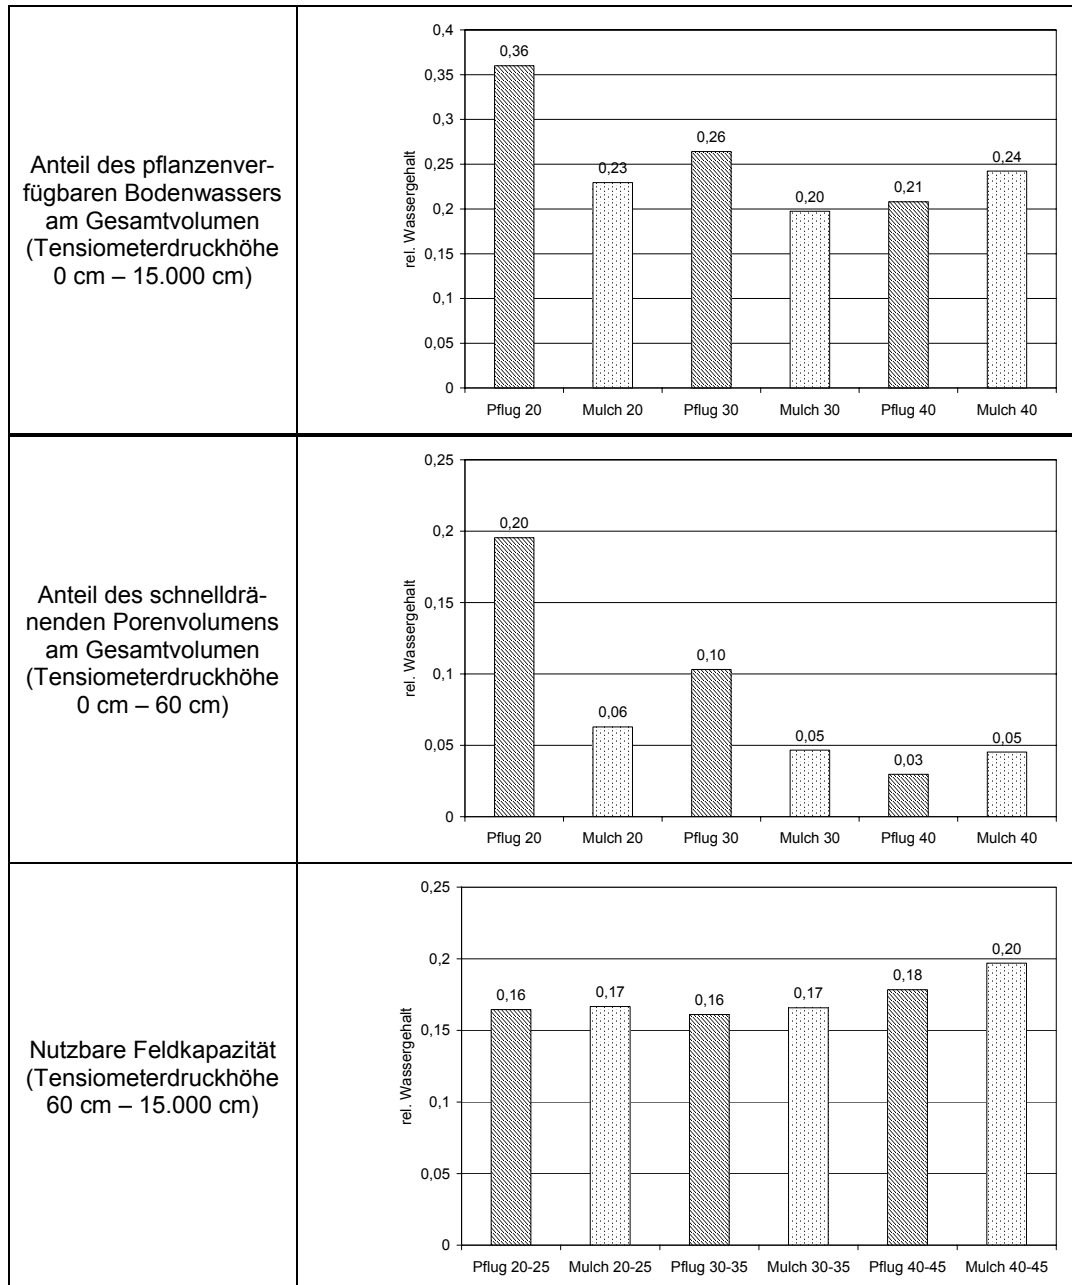 Anteil des pflanzenver-
fügbaren Bodenwassers
am Gesamtvolumen
(Tensiometerdruckhöhe
0 cm – 15.000 cm)
rel. Wassergehalt
0,4
0,35
0,3
0,25
0,2
0,15
0,1
0,05
0
0,36
0,23
0,26
0,20
0,21
0,24
Pflug 20 Mulch 20 Pflug 30 Mulch 30 Pflug 40 Mulch 40
Anteil des schnelldrä-
nenden Porenvolumens
am Gesamtvolumen
(Tensiometerdruckhöhe
0 cm – 60 cm)
rel. Wassergehalt
0,25
0,2
0,15
0,1
0,05
0
0,20
0,06
0,10
0,05
0,03
0,05
Pflug 20 Mulch 20 Pflug 30 Mulch 30 Pflug 40 Mulch 40
Nutzbare Feldkapazität
(Tensiometerdruckhöhe
60 cm – 15.000 cm)
rel. Wassergehalt
0,25
0,2
0,15
0,1
0,05
0
0,16
0,17
0,16
0,17
0,18
0,20
Pflug 20-25 Mulch 20-25 Pflug 30-35 Mulch 30-35 Pflug 40-45 Mulch 40-45